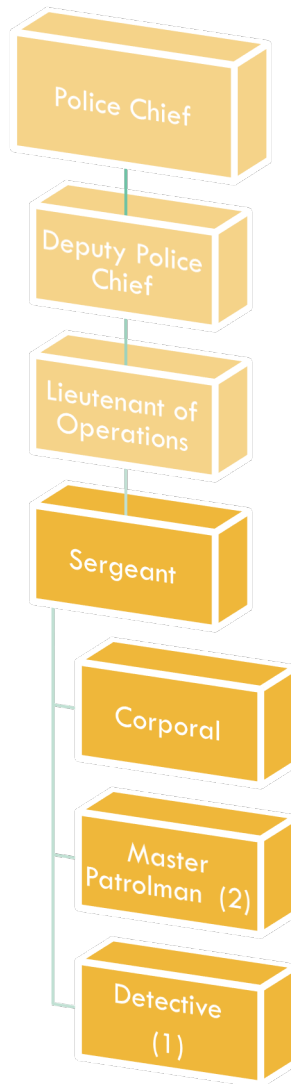 Police Chief
Deputy Police
Chief
Lieutenant of
Operations
Sergeant
Corporal
Master
Patrolman (2)
Detective
(1)